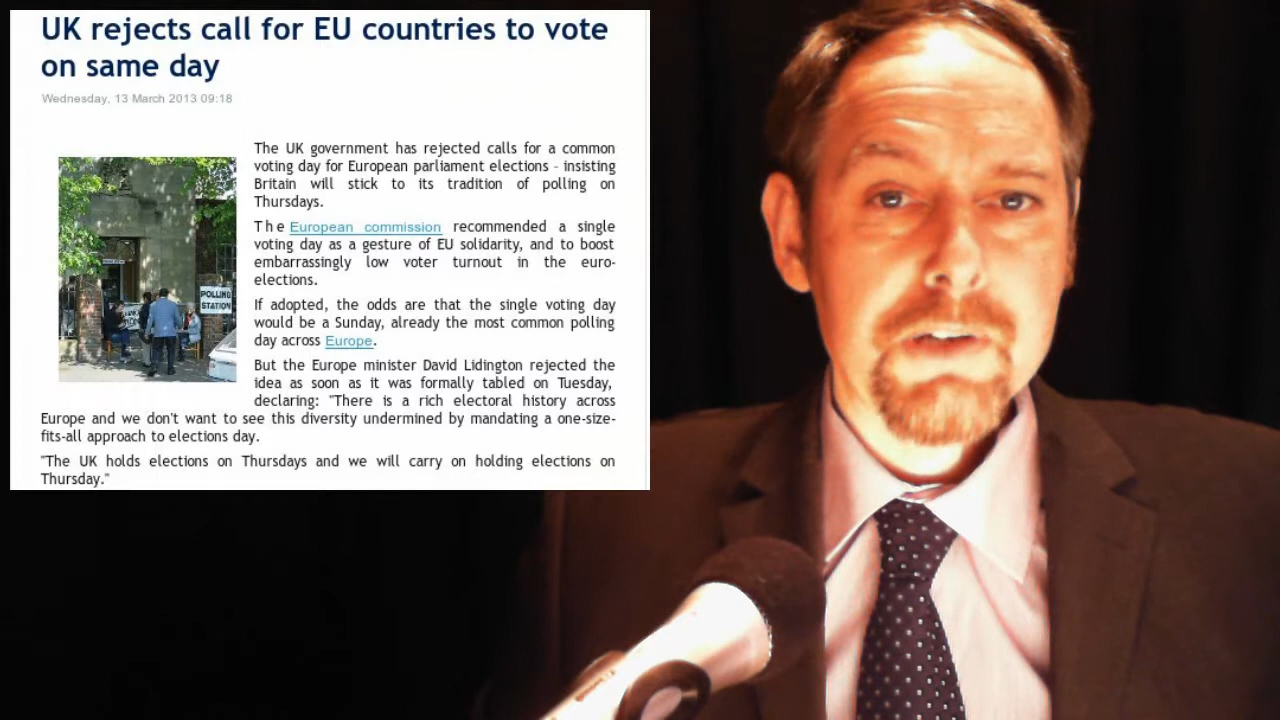 UK rejects call for EU countries to vote
on same day
Wednesday, 13 March 2013 09:18
The UK government has rejected calls for a common
voting day for European parliament elections - insisting
Britain will stick to its tradition of polling on
Thursdays.
The European commission recommended a single
voting day as a gesture of EU solidarity, and to boost
embarrassingly low voter turnout in the euro-
elections.
If adopted, the odds are that the single voting day
would be a Sunday, already the most common polling
day across Europe.
But the Europe minister David Lidington rejected the
idea as soon as it was formally tabled on Tuesday,
declaring: "There is a rich electoral history across
Europe and we don't want to see this diversity undermined by mandating a one-size-
fits-all approach to elections day.
"The UK holds elections on Thursdays and we will carry on holding elections on
Thursday."
POLLING
STATION